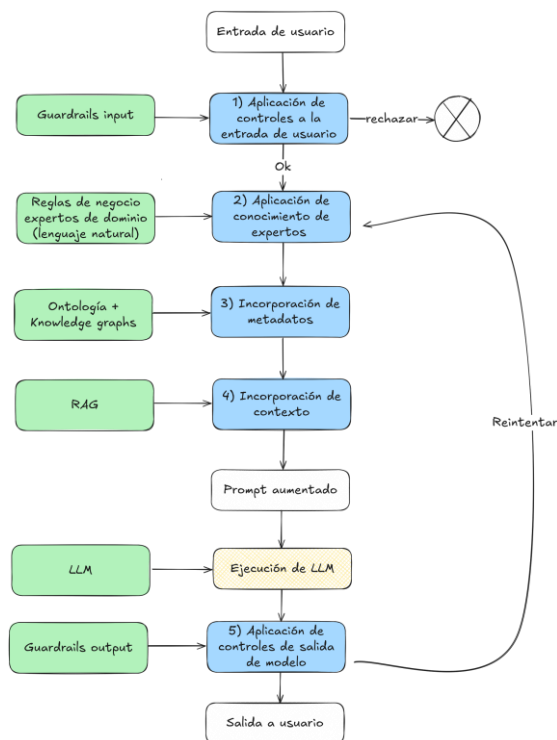 Entrada de usuario
Guardrails input
1) Aplicación de
controles a la
entrada de usuario
rechazar
Ok
Reglas de negocio
expertos de dominio
(lenguaje natural)
2) Aplicación de
conocimiento de
expertos
Ontología +
Knowledge graphs
3) Incorporación de
metadatos
RAG
4) Incorporación de
contexto
Reintentar
Prompt aumentado
LLM
Ejecución de LLM
Guardrails output
5) Aplicación de
controles de salida
de modelo
Salida a usuario